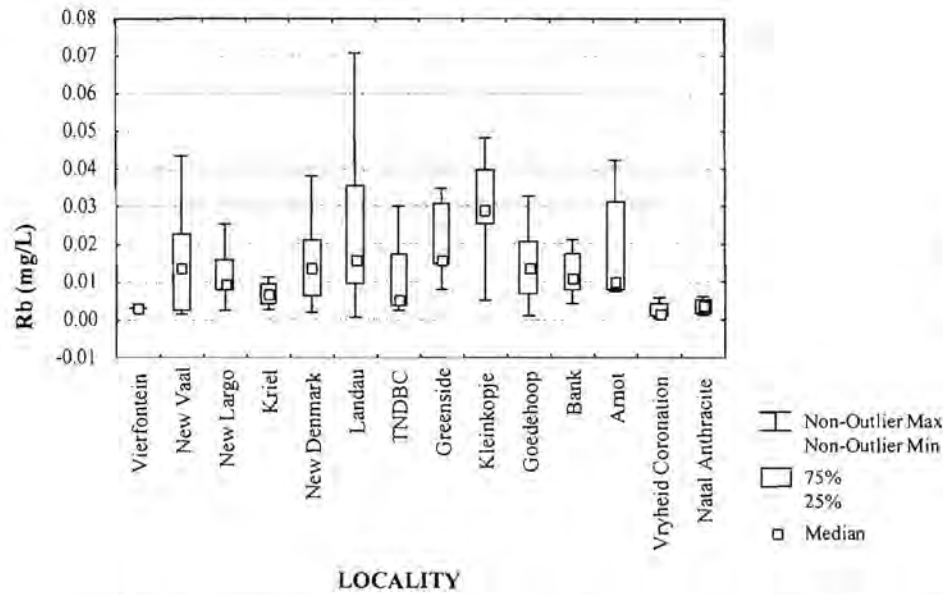 0.08
0.07
0.06
0.05
0.04
0.03
0.02
0.01
0.00
-0.01
Rb (mg/L)
Vierfontein
New Vaal
New Largo
Kriel
New Denmark
Landau
TNDBC
Greenside
Kleinkopje
Goedehoop
Bank
Arnot
Vryheid Coronation
Natal Anthracite
LOCALITY
Non-Outlier Max
Non-Outlier Min
75%
25%
Median